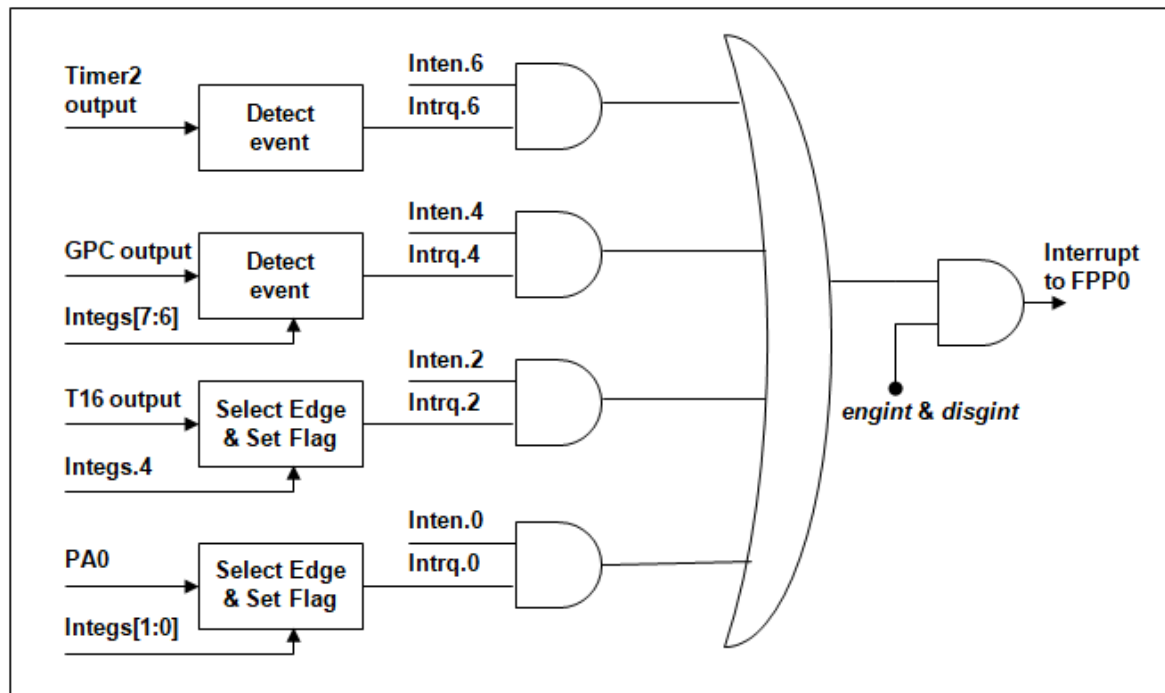 Timer2
output
Detect
event
Inten.6
Intrq.6
GPC output
Integs[7:6]
Detect
event
Inten.4
Intrq.4
T16 output
Integs.4
Select Edge
& Set Flag
Inten.2
Intrq.2
PA0
Integs[1:0]
Select Edge
& Set Flag
Inten.0
Intrq.0
engint & disgint
Interrupt
to FPP0